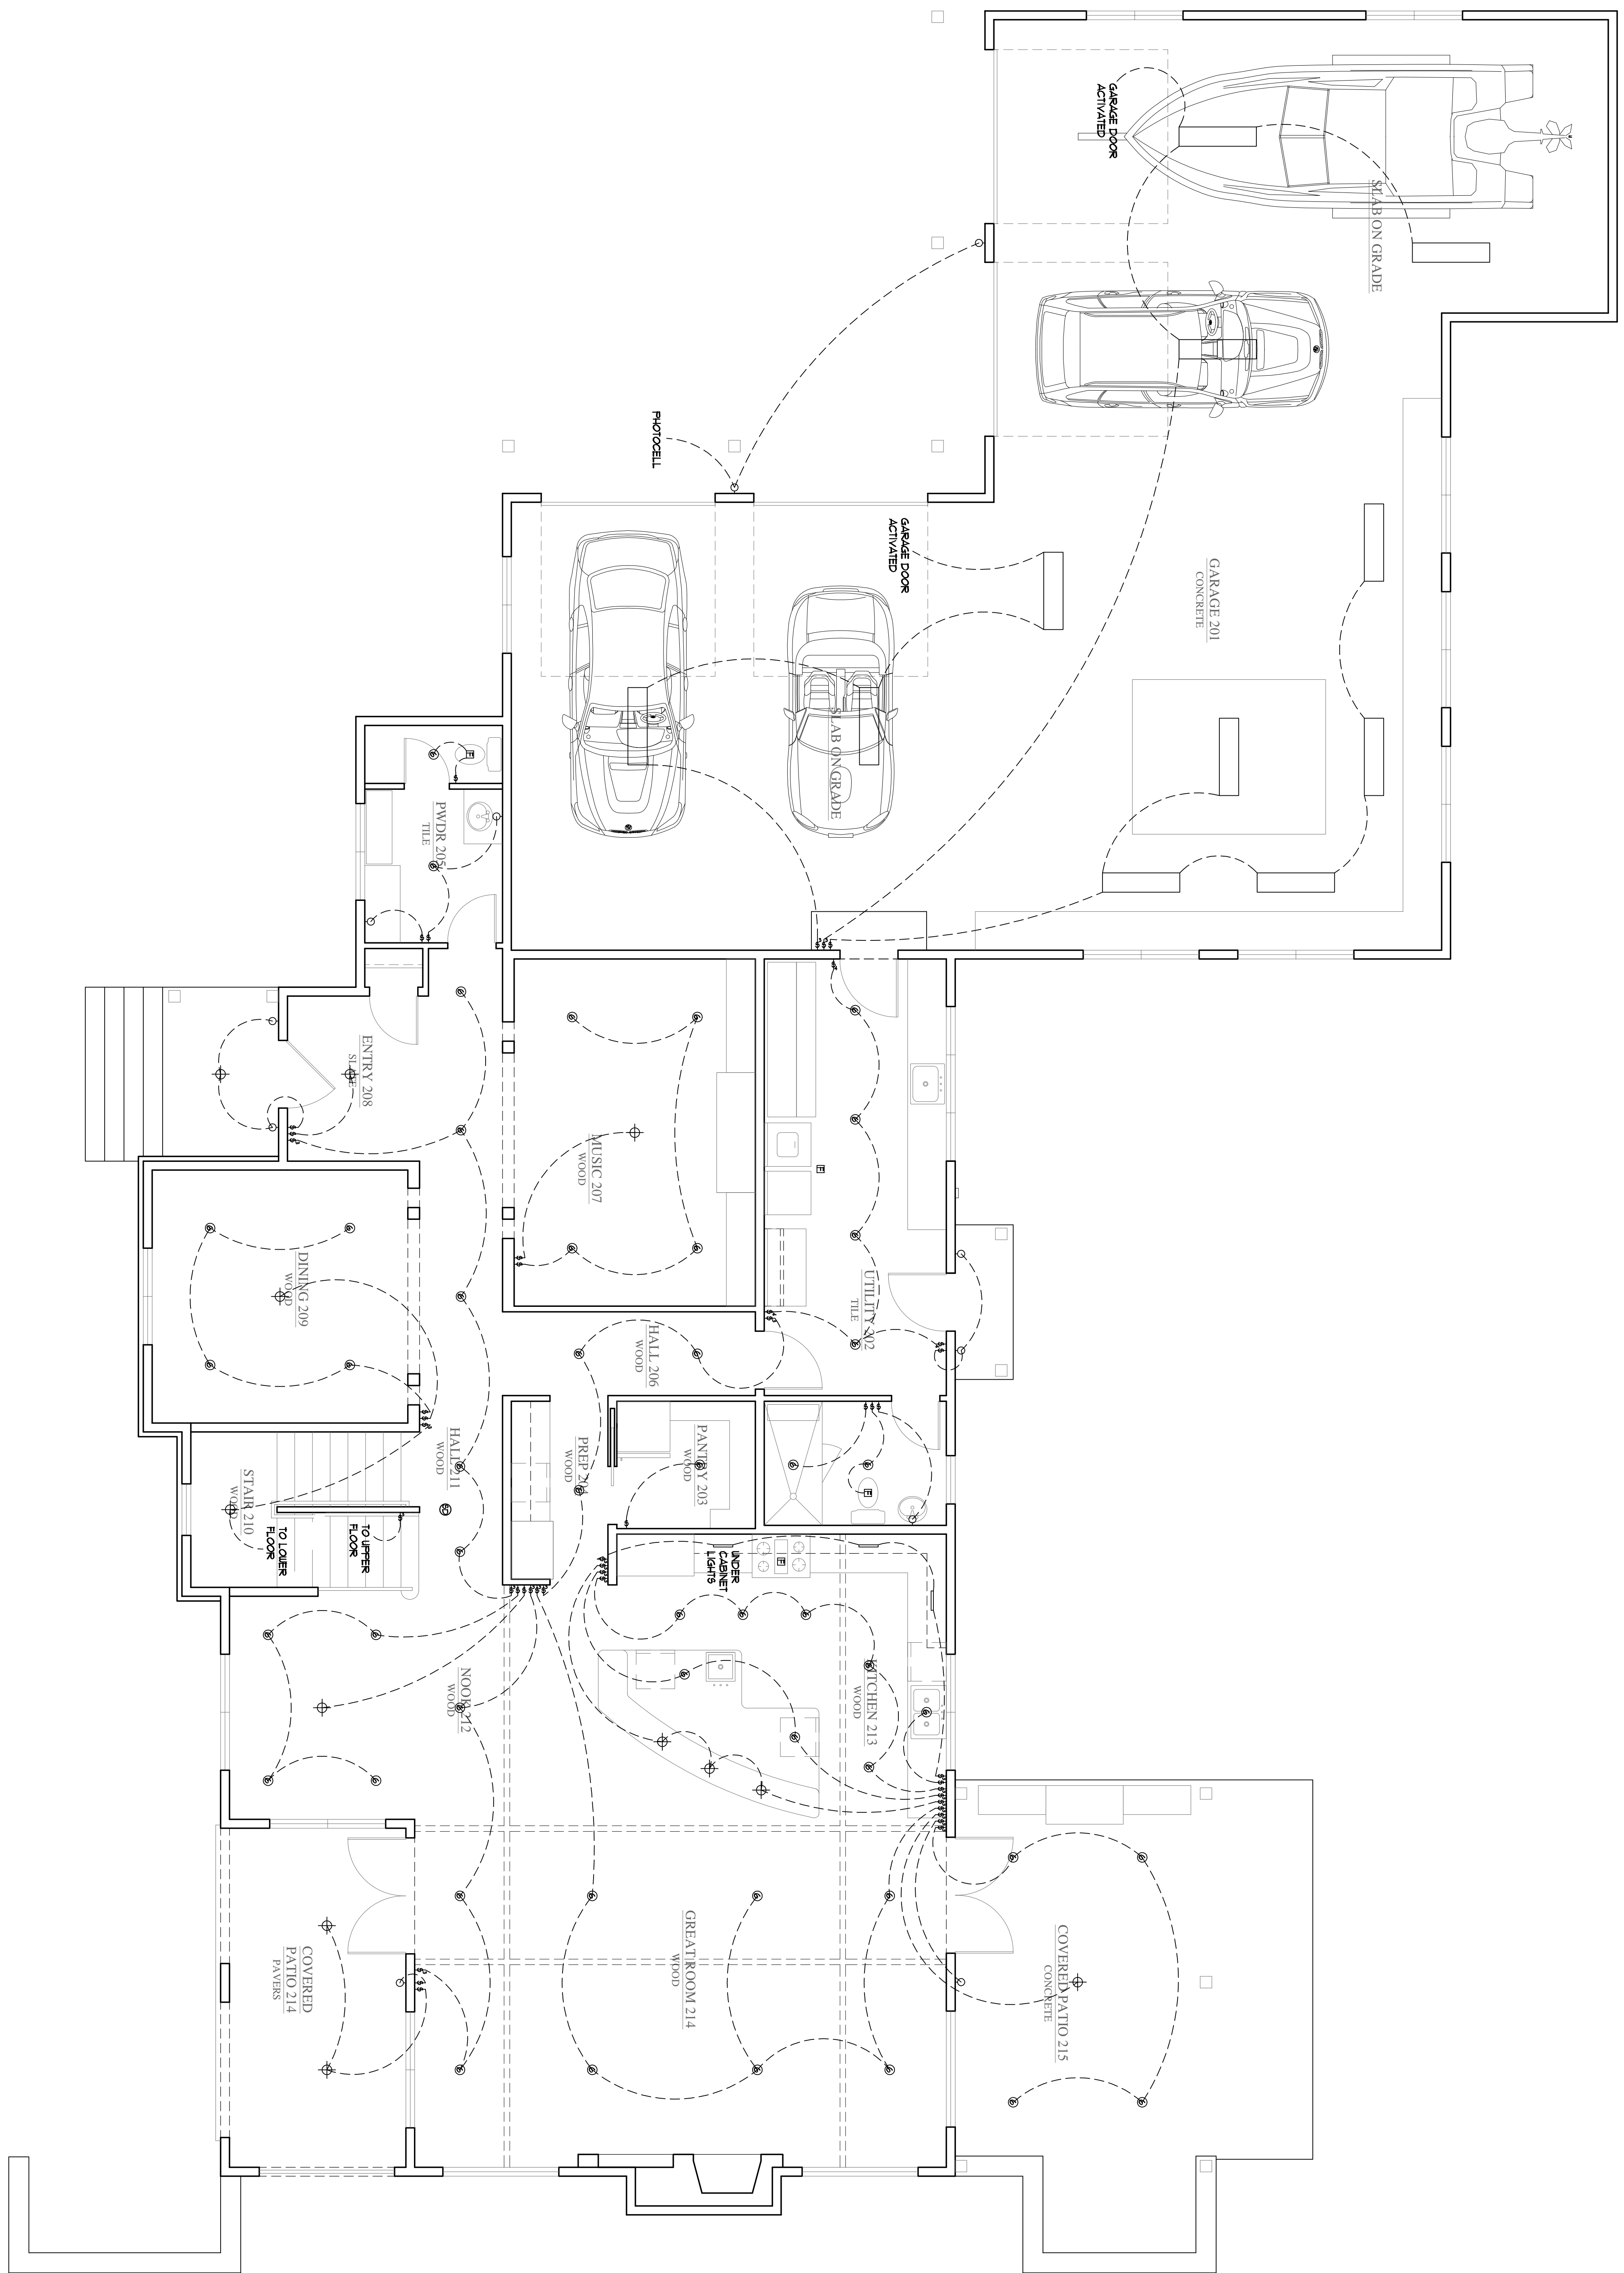 GARAGE DOOR
ACTIVATED
SLAB ON GRADE
PHOTOCELL
GARAGE DOOR
ACTIVATED
GARAGE 201
CONCRETE
SLAB ON GRADE
PWDR 205
TILE
ENTRY 208
MUSIC 207
WOOD
UTILITY 202
TILE
DINING 209
WOOD
HALL 206
WOOD
PANTRY 203
WOOD
PREP 204
WOOD
HALL 211
WOOD
STAIR 210
WOOD
TO UPPER
FLOOR
TO LOWER
FLOOR
UNDER
CABINET
LIGHTS
KITCHEN 213
WOOD
NOOK 212
WOOD
GREAT ROOM 214
WOOD
COVERED
PATIO 214
PAVERS
COVERED PATIO 215
CONCRETE